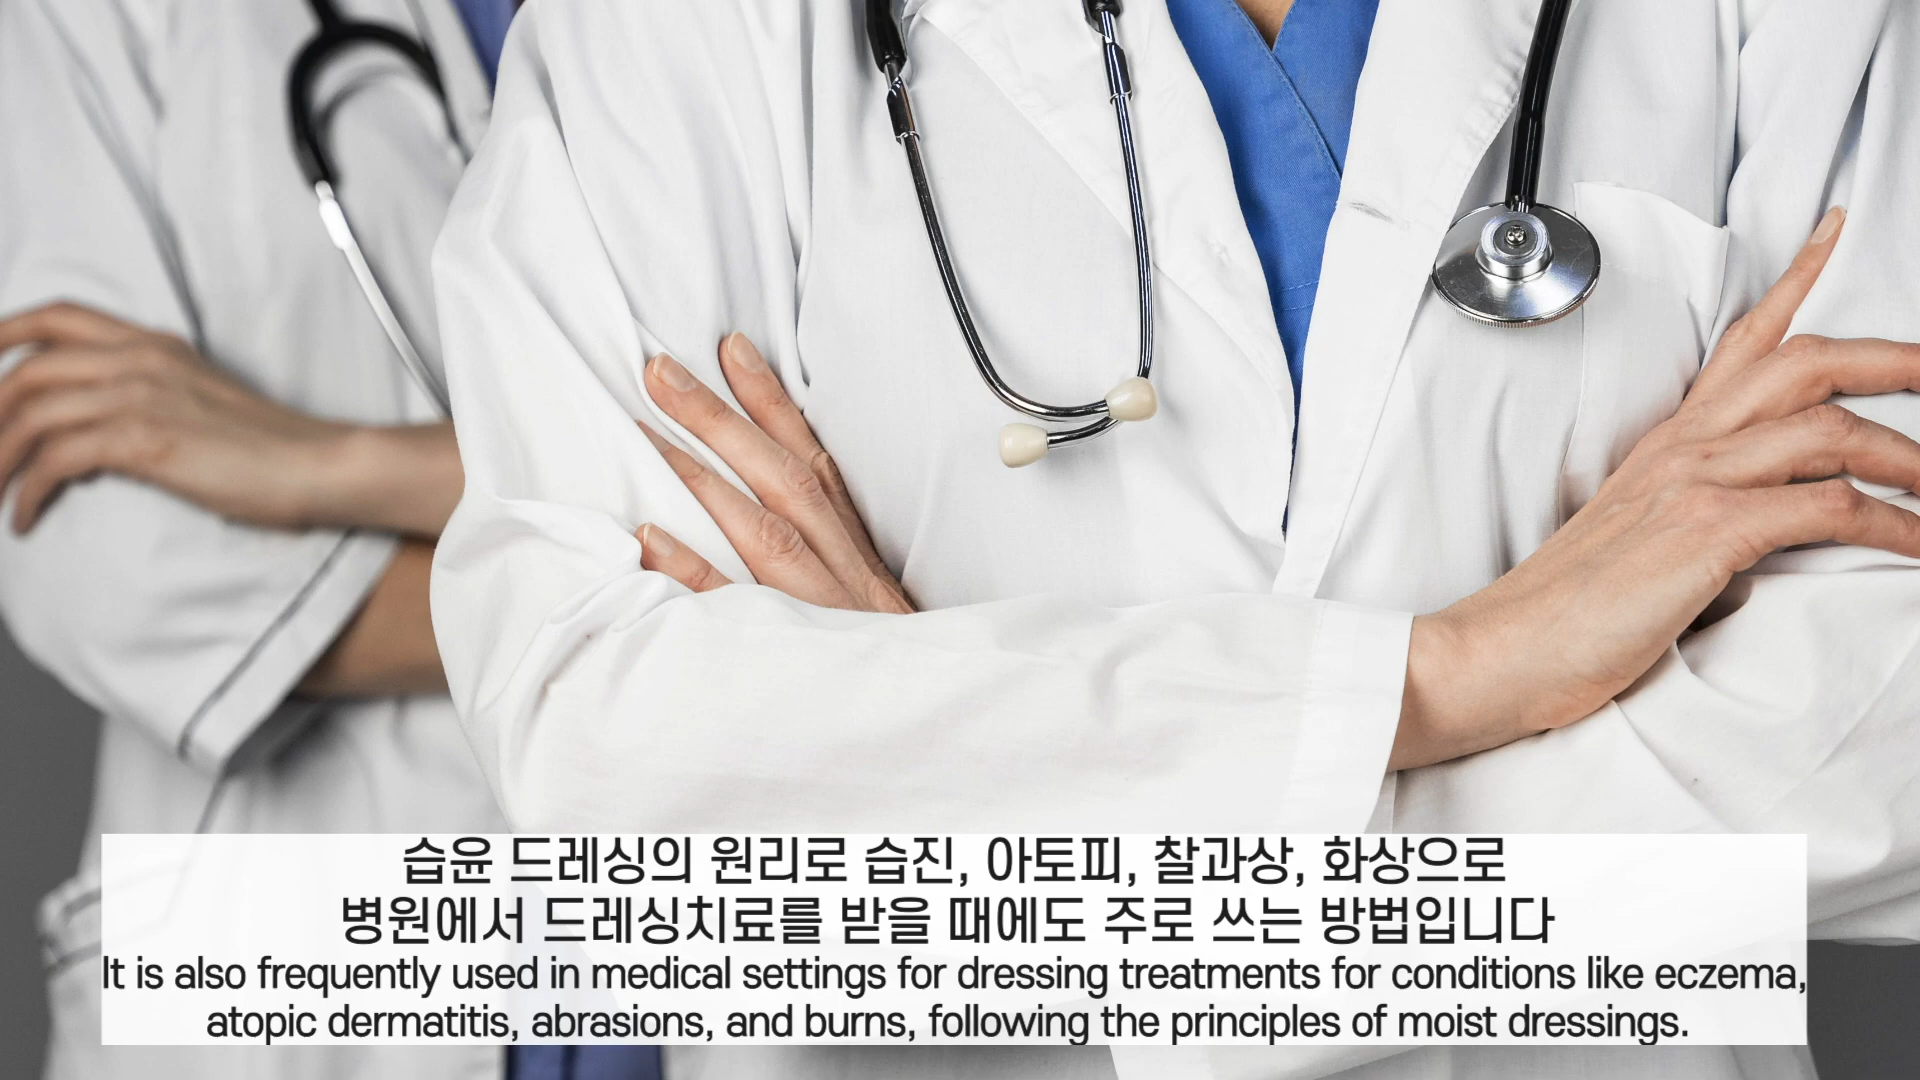 습윤 드레싱의 원리로 습진, 아토피, 찰과상, 화상으로
병원에서 드레싱치료를 받을 때에도 주로 쓰는 방법입니다
It is also frequently used in medical settings for dressing treatments for conditions like eczema,
atopic dermatitis, abrasions, and burns, following the principles of moist dressings.